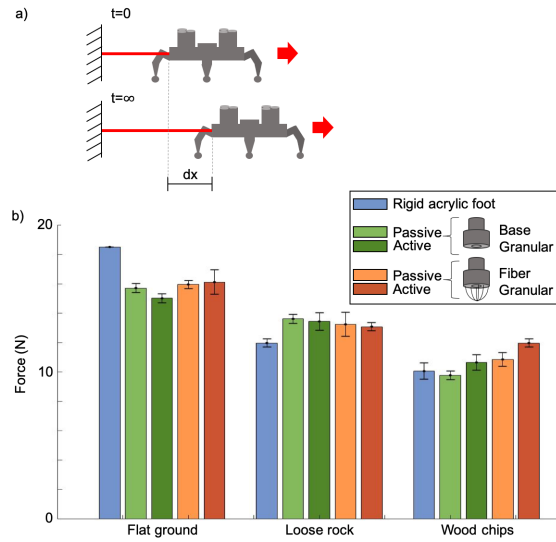 a)
t=0
t=∞
dx
b)
Rigid acrylic foot
Passive
Active
Base
Granular
Passive
Active
Fiber
Granular
20
10
0
Force (N)
Flat ground
Loose rock
Wood chips